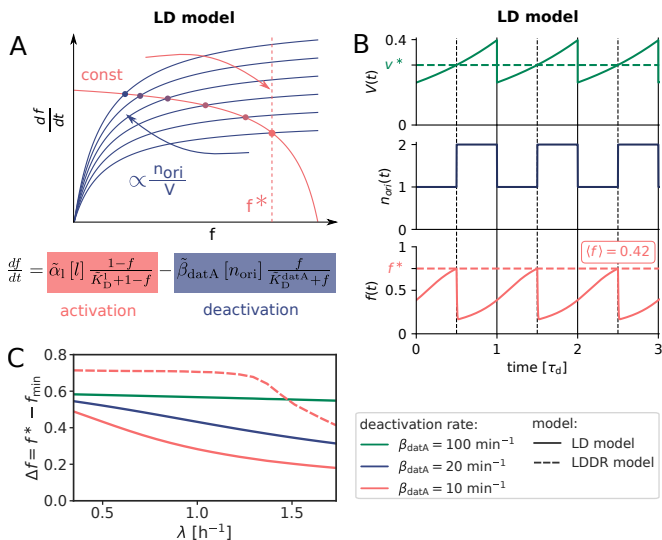 LD model
A
const
df/dt
∝ n_ori/V
f*
f
df/dt = α̃_l [l] (1−f)/(K̃_D^l+1−f) − β̃_datA [n_ori] f/(K̃_D^datA+f)
activation
deactivation
LD model
B
0.4
v*
V(t)
0
2
n_ori(t)
1
0
1
⟨f⟩ = 0.42
f*
f(t)
0.5
0
0 1 2 3
time [τ_d]
C
0.8
0.6
0.4
0.2
0.0
Δf = f* − f_min
0.5 1.0 1.5
λ [h⁻¹]
deactivation rate:
β_datA = 100 min⁻¹
β_datA = 20 min⁻¹
β_datA = 10 min⁻¹
model:
LD model
LDDR model